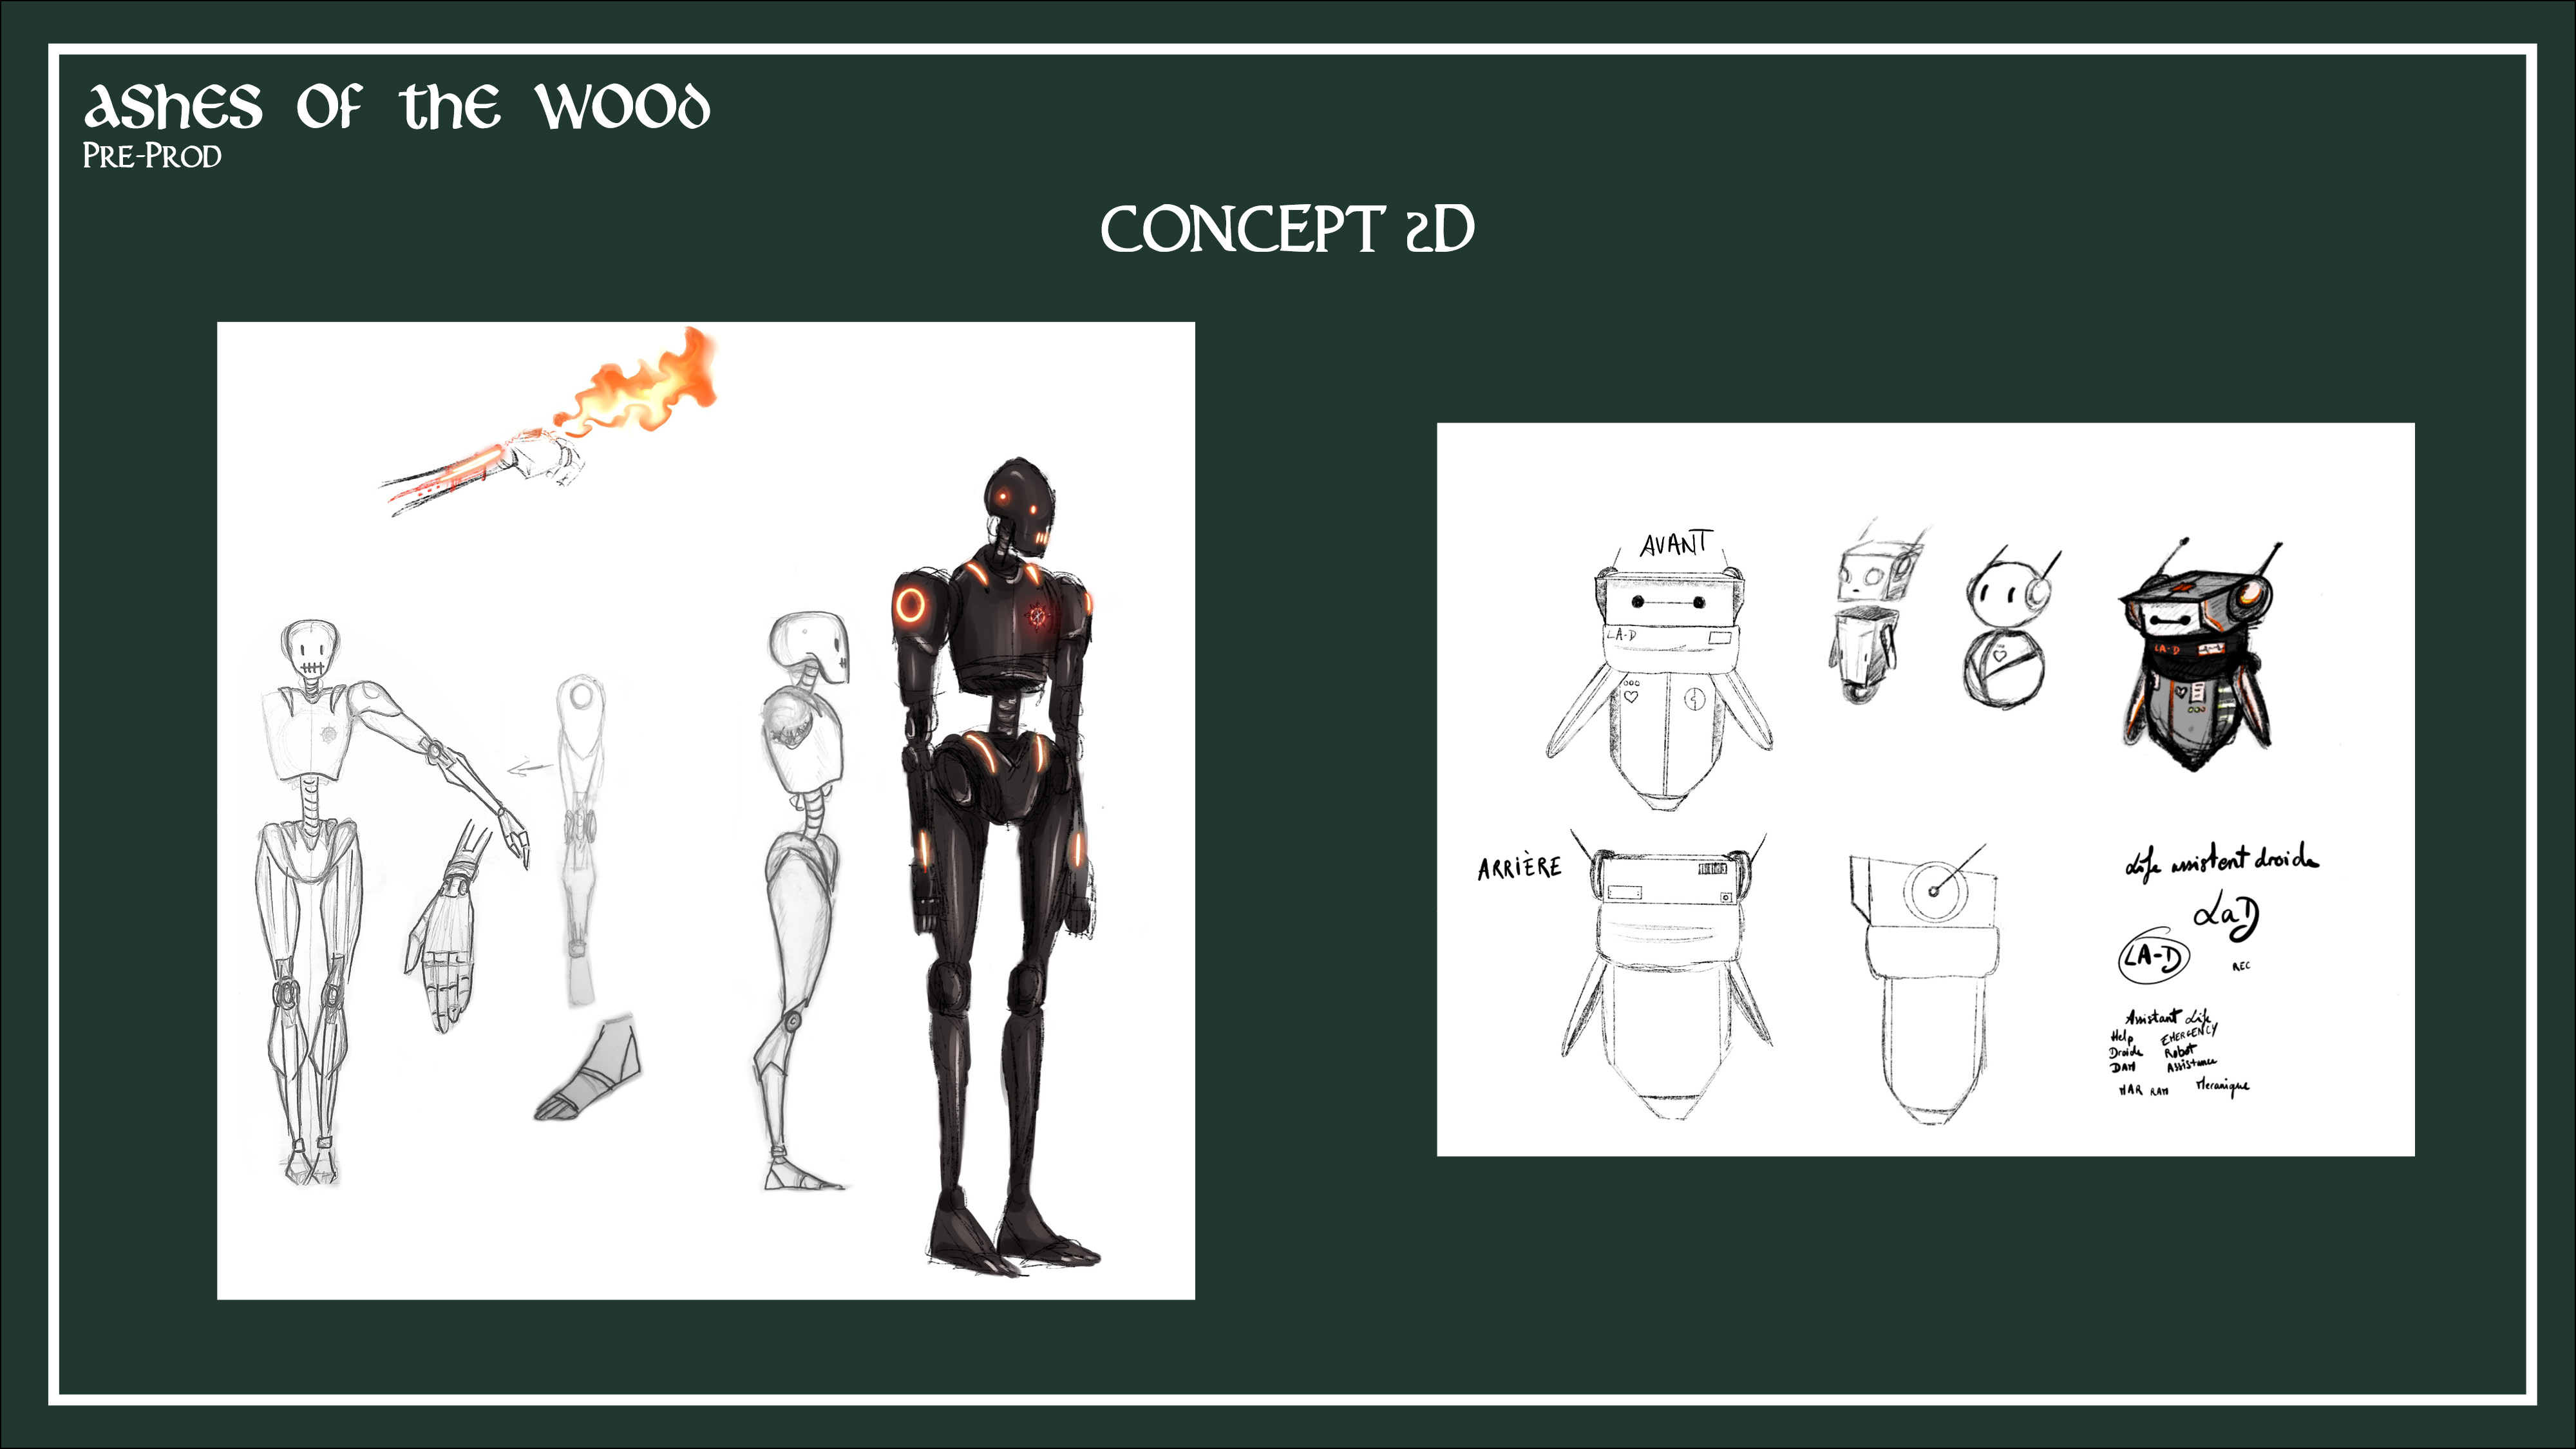 Ashes of the Wood
Pre-Prod
CONCEPT 2D
AVANT
LA-D
LA-D
ARRIÈRE
Life assistent droide
LaD
LA-D
REC
Assistant Life
Help EMERGENCY
Droide Robot
DAM Assistance
HAR RAM Mecanique